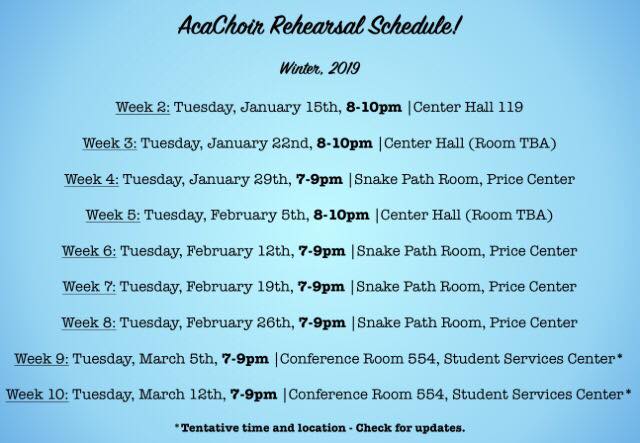 AcaChoir Rehearsal Schedule!
Winter, 2019
Week 2: Tuesday, January 15th, 8-10pm |Center Hall 119
Week 3: Tuesday, January 22nd, 8-10pm |Center Hall (Room TBA)
Week 4: Tuesday, January 29th, 7-9pm |Snake Path Room, Price Center
Week 5: Tuesday, February 5th, 8-10pm |Center Hall (Room TBA)
Week 6: Tuesday, February 12th, 7-9pm |Snake Path Room, Price Center
Week 7: Tuesday, February 19th, 7-9pm |Snake Path Room, Price Center
Week 8: Tuesday, February 26th, 7-9pm |Snake Path Room, Price Center
Week 9: Tuesday, March 5th, 7-9pm |Conference Room 554, Student Services Center*
Week 10: Tuesday, March 12th, 7-9pm |Conference Room 554, Student Services Center*
*Tentative time and location - Check for updates.